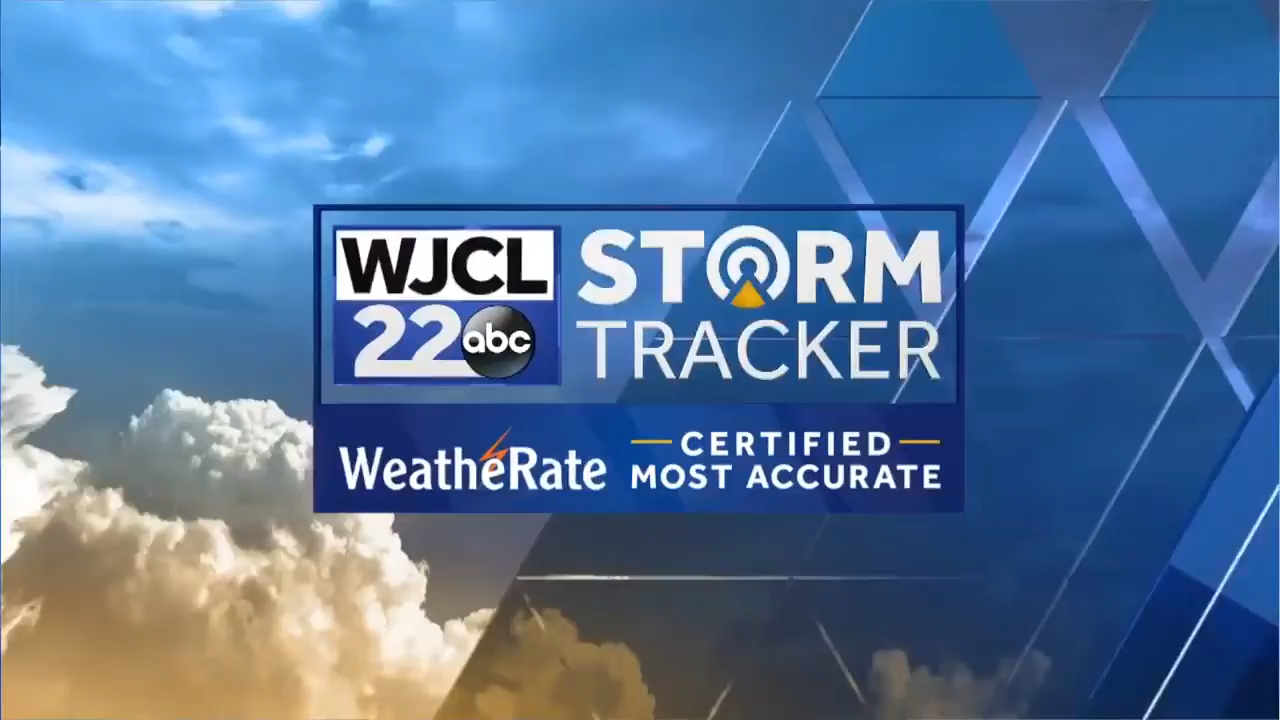 WJCL
22 abc
STORM
TRACKER
WeatheRate
CERTIFIED
MOST ACCURATE